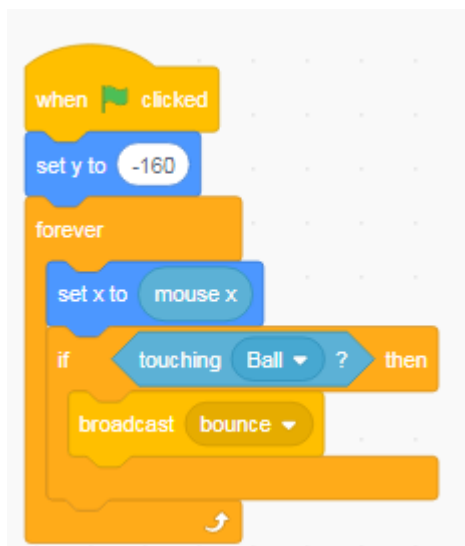 when clicked
set y to -160
forever
set x to mouse x
if touching Ball ? then
broadcast bounce